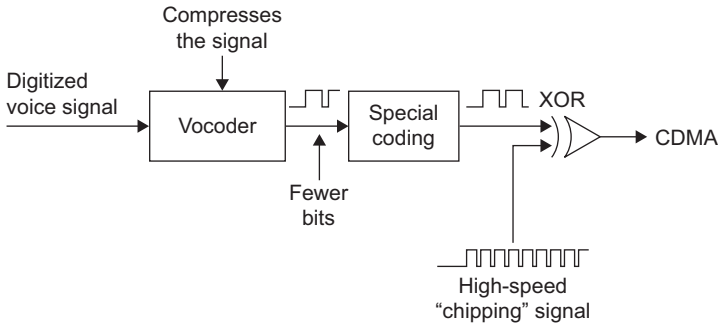 Compresses
the signal
Digitized
voice signal
Vocoder
Fewer
bits
Special
coding
XOR
CDMA
High-speed
“chipping” signal